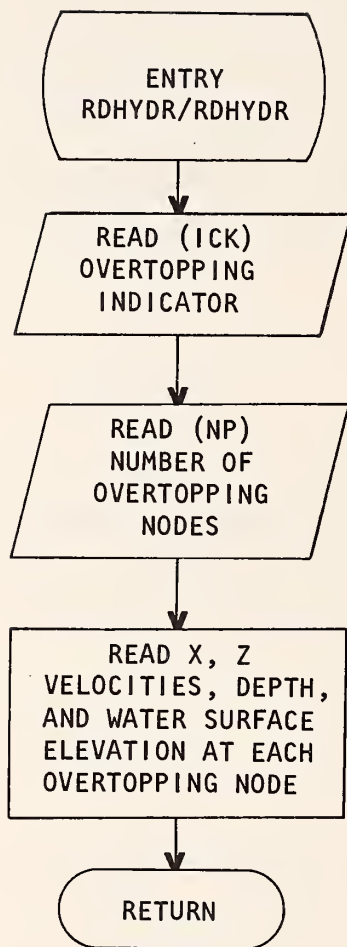 ENTRY
RDHYDR/RDHYDR
READ (ICK)
OVERTOPPING
INDICATOR
READ (NP)
NUMBER OF
OVERTOPPING
NODES
READ X, Z
VELOCITIES, DEPTH,
AND WATER SURFACE
ELEVATION AT EACH
OVERTOPPING NODE
RETURN